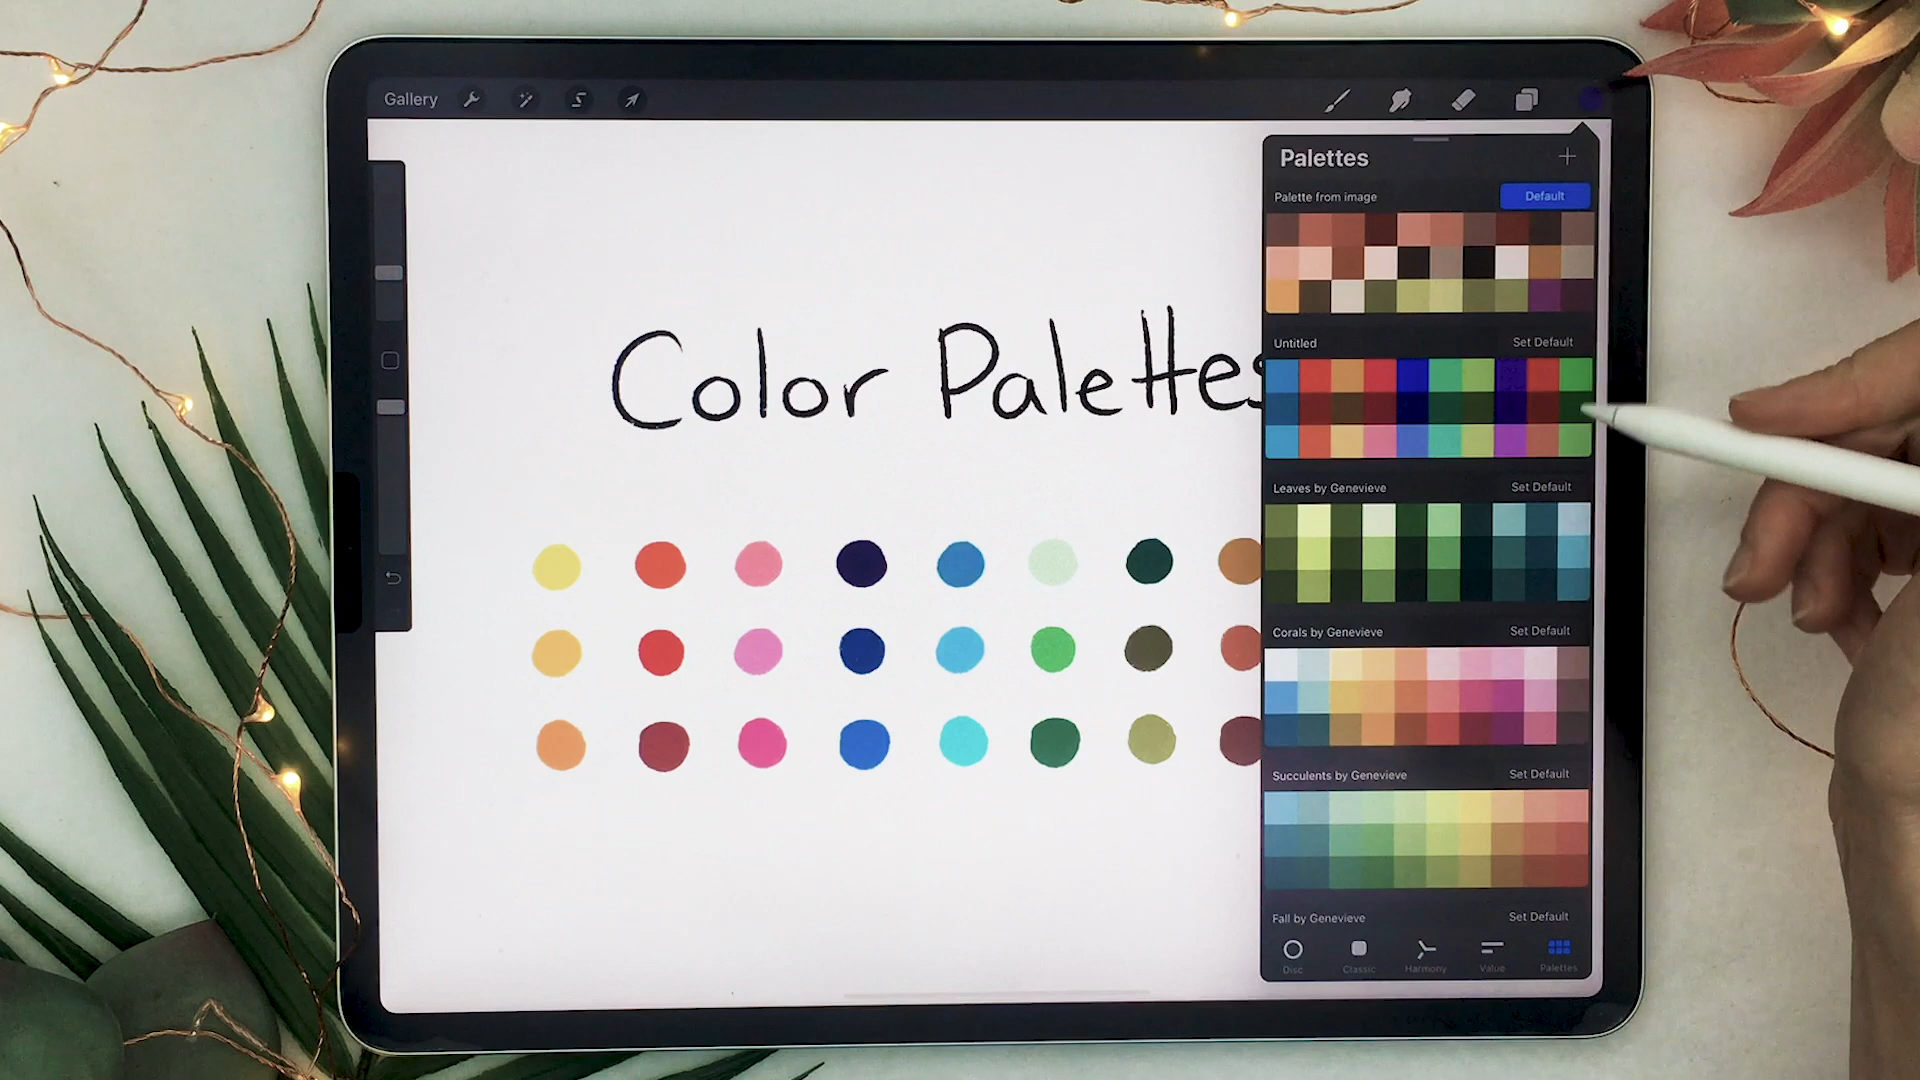 Gallery
Palettes
Palette from image
Default
Untitled
Set Default
Leaves by Genevieve
Set Default
Corals by Genevieve
Set Default
Succulents by Genevieve
Set Default
Fall by Genevieve
Set Default
Disc
Classic
Harmony
Value
Palettes
Color Palettes